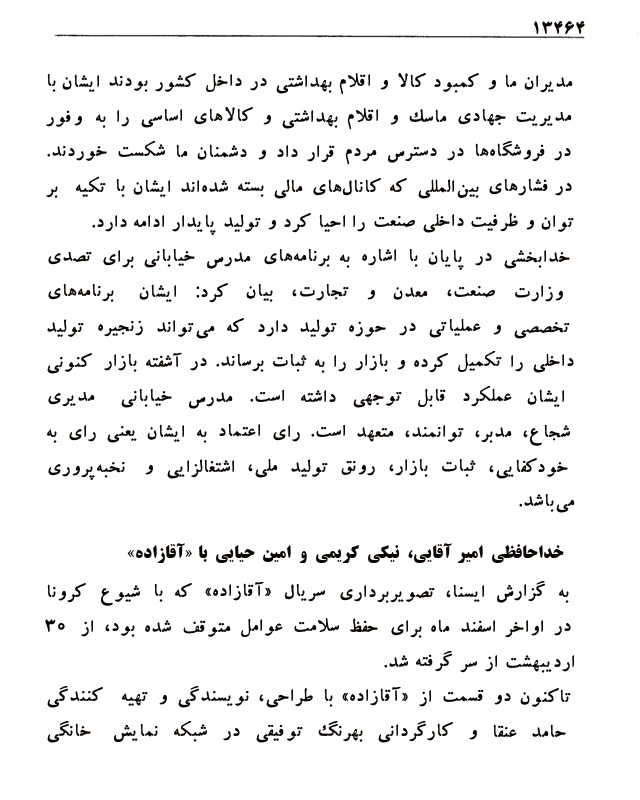 ۱۳۴۶۴
مدیران ما و کمبود کالا و اقلام بهداشتی در داخل کشور بودند ایشان با
مدیریت جهادی ماسك و اقلام بهداشتی و کالاهای اساسی را به وفور
در فروشگاه‌ها در دسترس مردم قرار داد و دشمنان ما شکست خوردند.
در فشارهای بین‌المللی که کانال‌های مالی بسته شده‌اند ایشان با تکیه بر
توان و ظرفیت داخلی صنعت را احیا کرد و تولید پایدار ادامه دارد.
خدابخشی در پایان با اشاره به برنامه‌های مدرس خیابانی برای تصدی
وزارت صنعت، معدن و تجارت، بیان کرد: ایشان برنامه‌های
تخصصی و عملیاتی در حوزه تولید دارد که می‌تواند زنجیره تولید
داخلی را تکمیل کرده و بازار را به ثبات برساند. در آشفته بازار کنونی
ایشان عملکرد قابل توجهی داشته است. مدرس خیابانی مدیری
شجاع، مدبر، توانمند، متعهد است. رای اعتماد به ایشان یعنی رای به
خودکفایی، ثبات بازار، رونق تولید ملی، اشتغالزایی و نخبه‌پروری
می‌باشد.
خداحافظی امیر آقایی، نیکی کریمی و امین حیایی با «آقازاده»
به گزارش ایسنا، تصویربرداری سریال «آقازاده» که با شیوع کرونا
در اواخر اسفند ماه برای حفظ سلامت عوامل متوقف شده بود، از ۳۰
اردیبهشت از سر گرفته شد.
تاکنون دو قسمت از «آقازاده» با طراحی، نویسندگی و تهیه کنندگی
حامد عنقا و کارگردانی بهرنگ توفیقی در شبکه نمایش خانگی